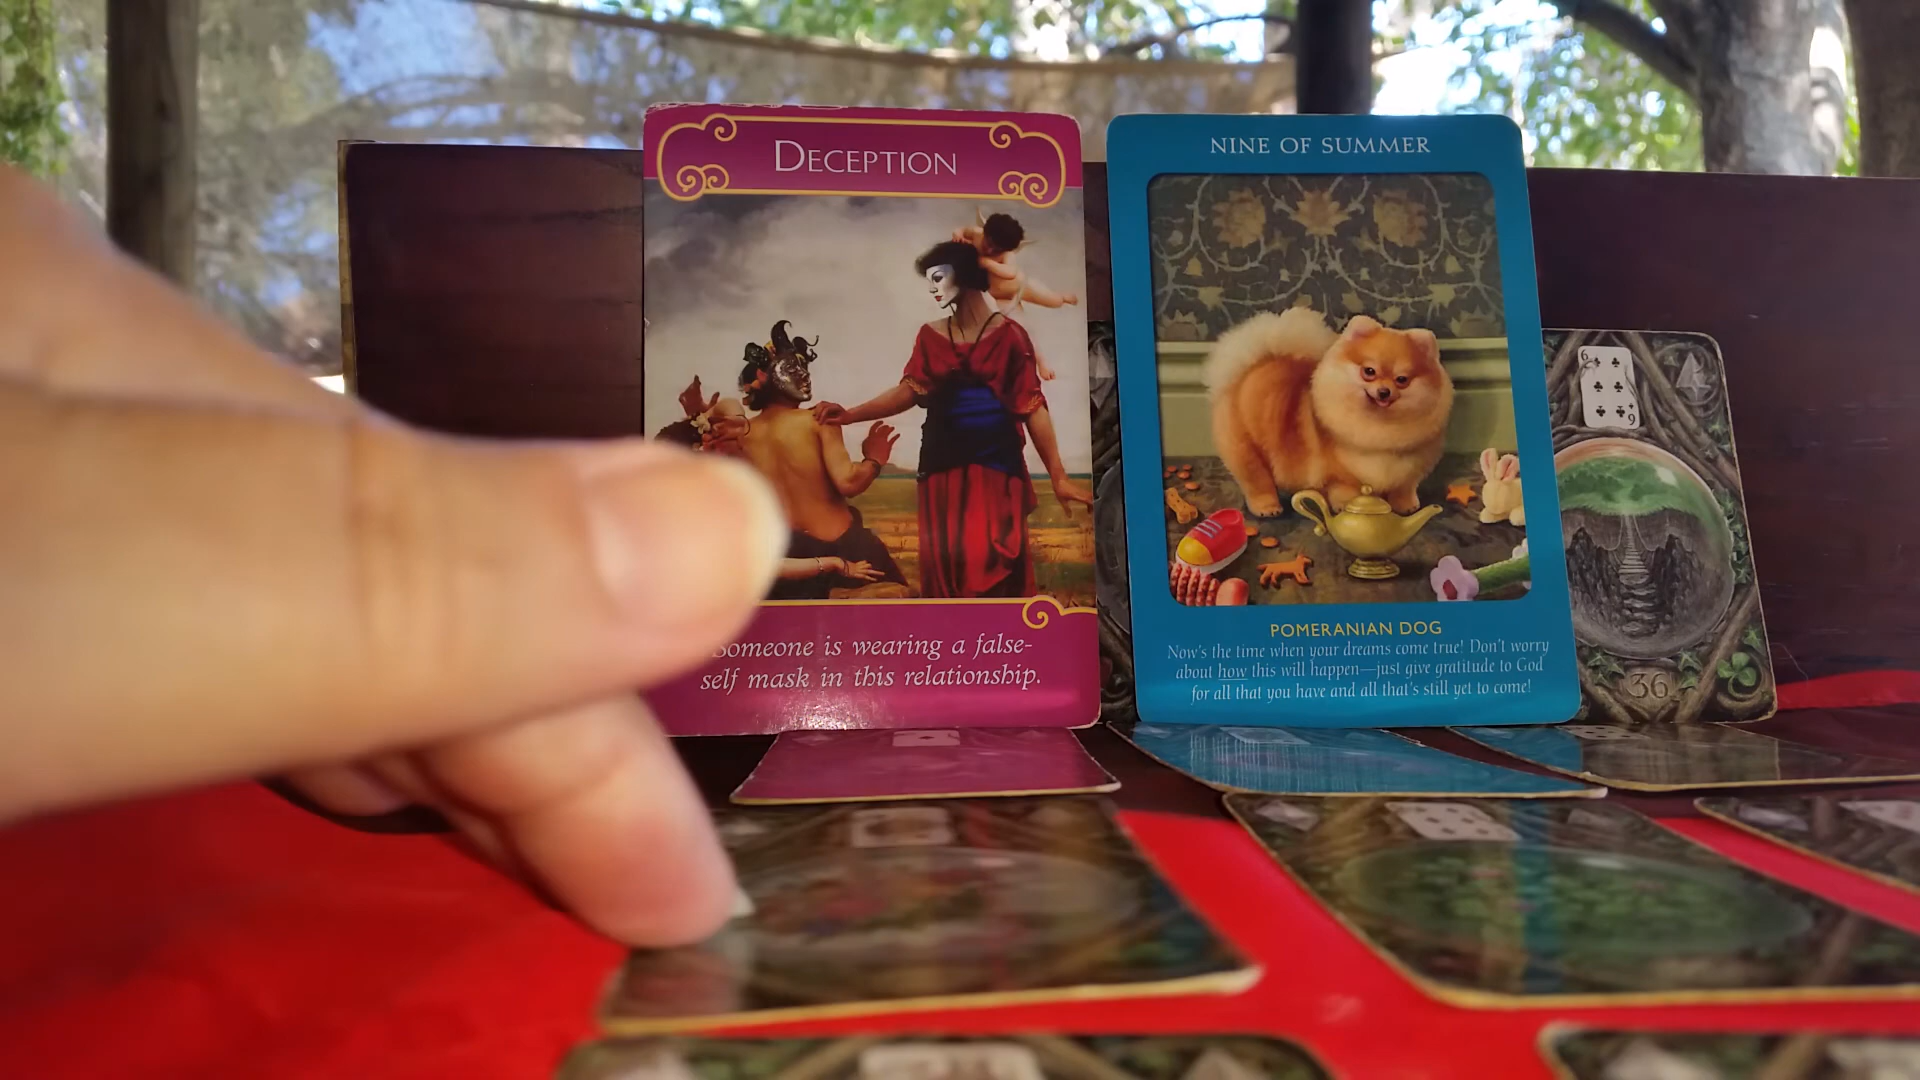 DECEPTION
Someone is wearing a false-
self mask in this relationship.
NINE OF SUMMER
POMERANIAN DOG
Now's the time when your dreams come true! Don't worry
about how this will happen—just give gratitude to God
for all that you have and all that's still yet to come!
6
9
36